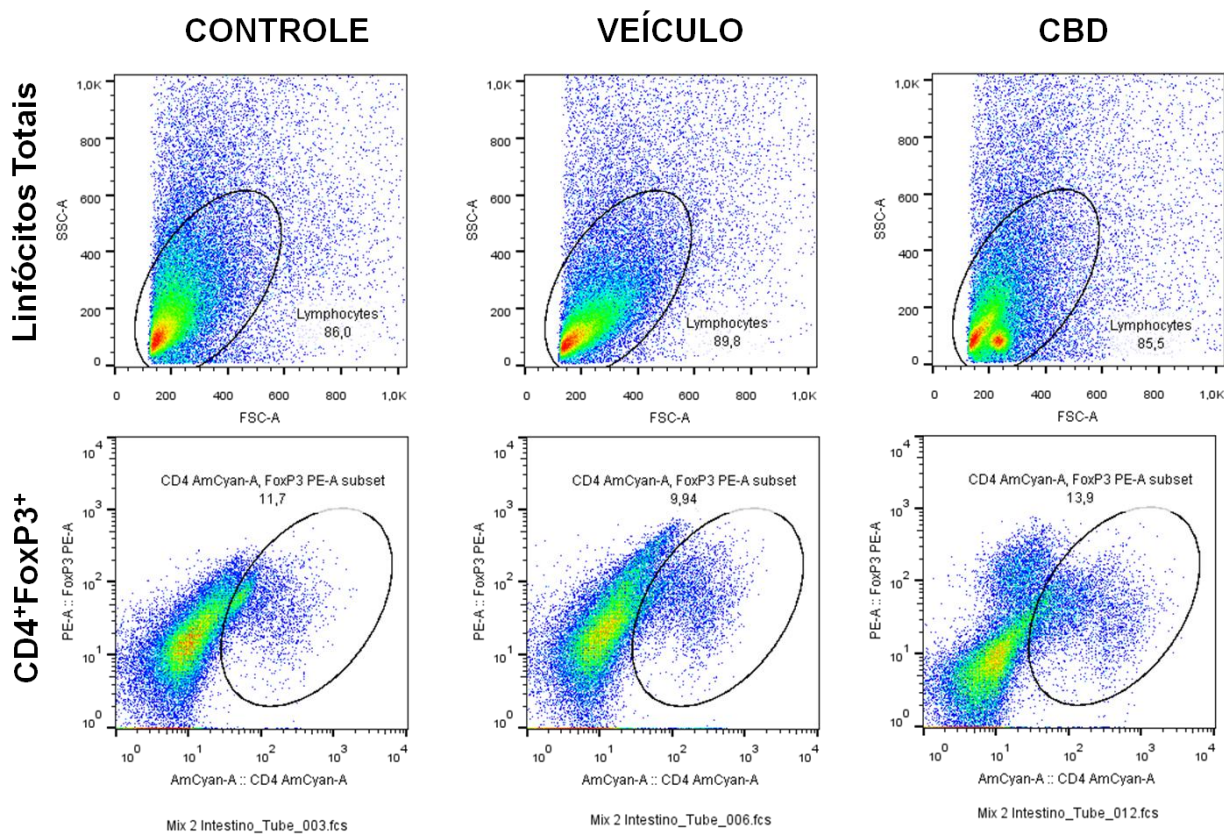 CONTROLE
VEÍCULO
CBD
Linfócitos Totais
1,0K
800
600
400
200
0
SSC-A
Lymphocytes
86,0
0 200 400 600 800 1,0K
FSC-A
1,0K
800
600
400
200
0
SSC-A
Lymphocytes
89,8
0 200 400 600 800 1,0K
FSC-A
1,0K
800
600
400
200
0
SSC-A
Lymphocytes
85,5
0 200 400 600 800 1,0K
FSC-A
CD4⁺FoxP3⁺
10⁴
10³
10²
10¹
10⁰
PE-A :: FoxP3 PE-A
CD4 AmCyan-A, FoxP3 PE-A subset
11,7
10⁰ 10¹ 10² 10³ 10⁴
AmCyan-A :: CD4 AmCyan-A
Mix 2 Intestino_Tube_003.fcs
10⁴
10³
10²
10¹
10⁰
PE-A :: FoxP3 PE-A
CD4 AmCyan-A, FoxP3 PE-A subset
9,94
10⁰ 10¹ 10² 10³ 10⁴
AmCyan-A :: CD4 AmCyan-A
Mix 2 Intestino_Tube_006.fcs
10⁴
10³
10²
10¹
10⁰
PE-A :: FoxP3 PE-A
CD4 AmCyan-A, FoxP3 PE-A subset
13,9
10⁰ 10¹ 10² 10³ 10⁴
AmCyan-A :: CD4 AmCyan-A
Mix 2 Intestino_Tube_012.fcs